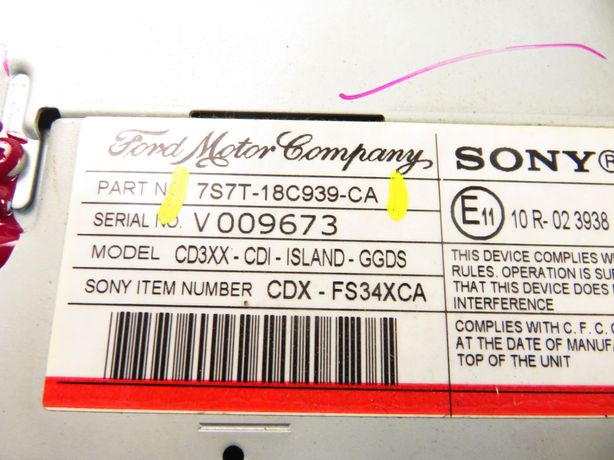 Ford Motor Company
SONY®
PART NO. 7S7T-18C939-CA
SERIAL NO. V009673
MODEL CD3XX - CDI - ISLAND - GGDS
SONY ITEM NUMBER CDX - FS34XCA
E11 10 R- 02 3938
THIS DEVICE COMPLIES
RULES. OPERATION IS
THAT THIS DEVICE DOES
INTERFERENCE
COMPLIES WITH C. F. C.
AT THE DATE OF
TOP OF THE UNIT